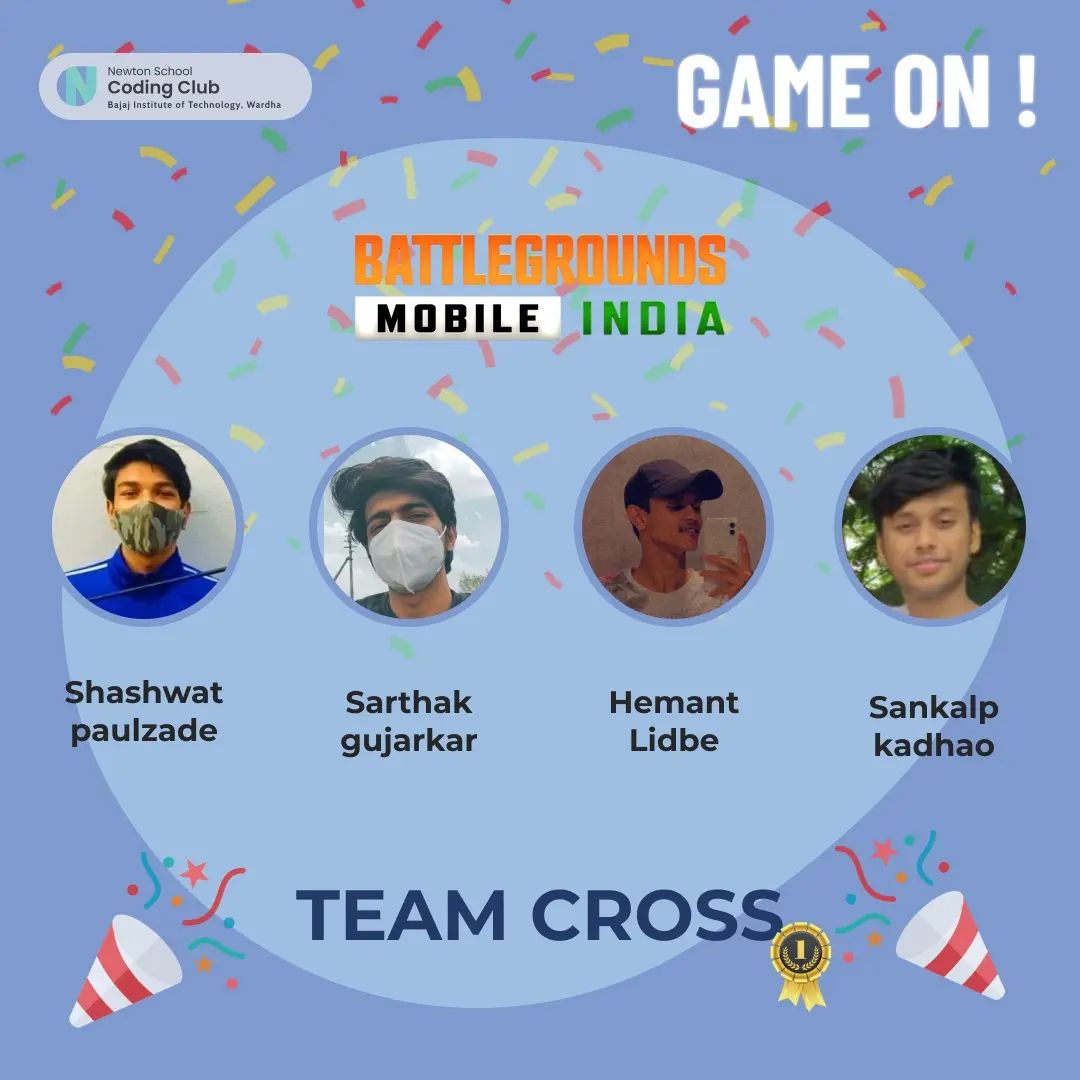 Newton School
Coding Club
Bajaj Institute of Technology, Wardha
GAME ON !
BATTLEGROUNDS
MOBILE INDIA
Shashwat
paulzade
Sarthak
gujarkar
Hemant
Lidbe
Sankalp
kadhao
TEAM CROSS
1